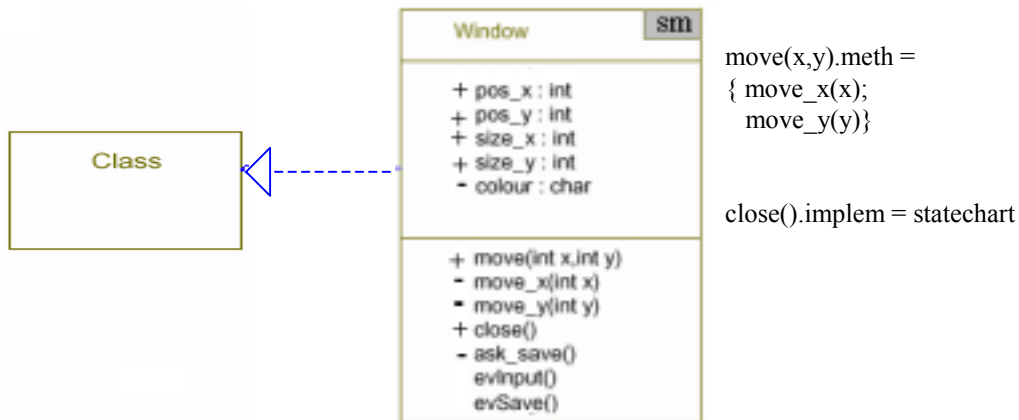 Class
Window
sm
+ pos_x : int
+ pos_y : int
+ size_x : int
+ size_y : int
- colour : char
+ move(int x,int y)
- move_x(int x)
- move_y(int y)
+ close()
- ask_save()
evInput()
evSave()
move(x,y).meth =
{ move_x(x);
move_y(y)}
close().implem = statechart